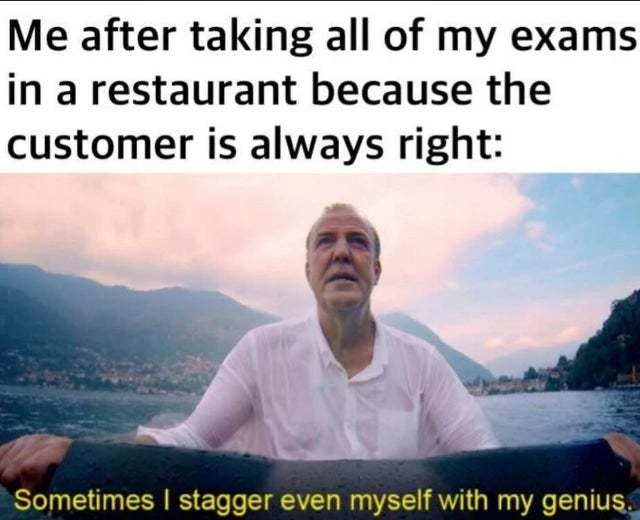 Me after taking all of my exams
in a restaurant because the
customer is always right:
Sometimes I stagger even myself with my genius.